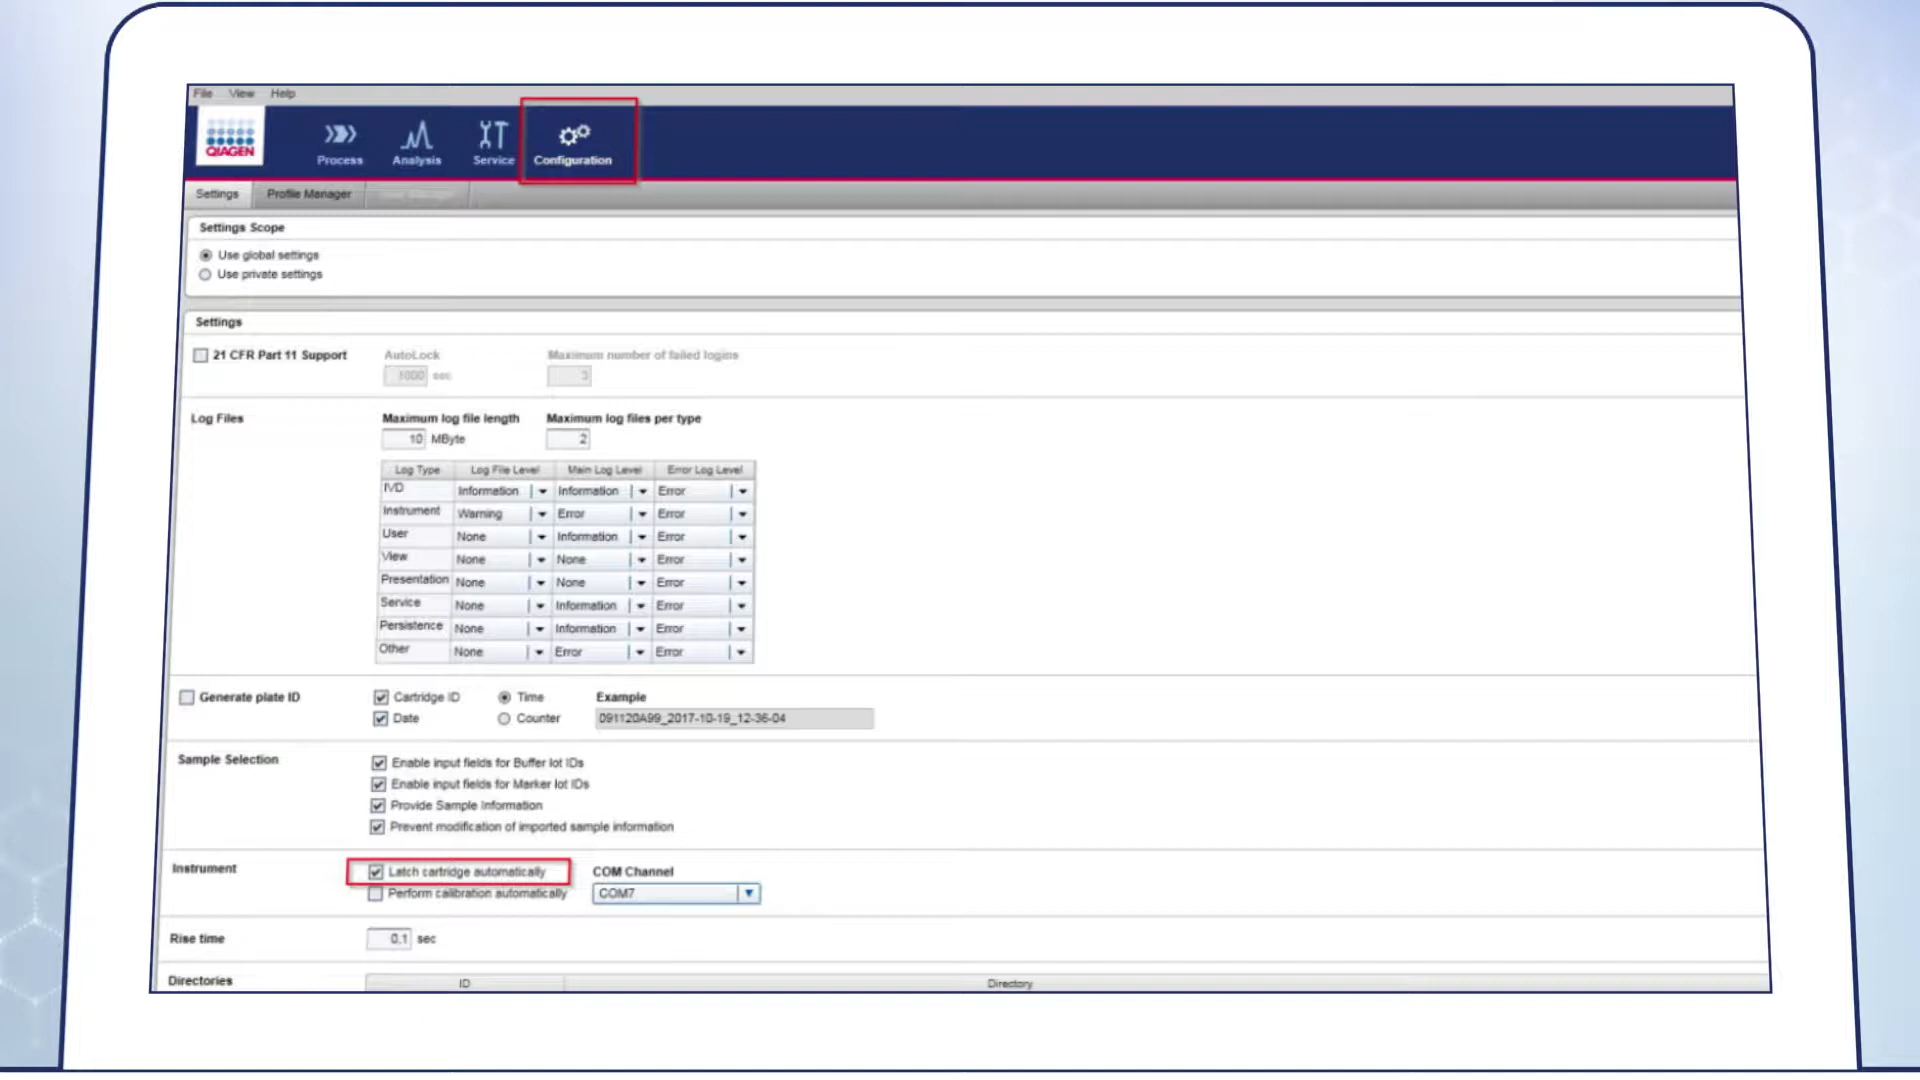 File View Help
QIAGEN
Process Analysis Service Configuration
Settings Profile Manager
Settings Scope
Use global settings
Use private settings
Settings
21 CFR Part 11 Support AutoLock Maximum number of failed logins
1000 sec 3
Log Files Maximum log file length Maximum log files per type
10 MByte 2
Log Type Log File Level Main Log Level Error Log Level
IVD Information Information Error
Instrument Warning Error Error
User None Information Error
View None None Error
Presentation None None Error
Service None Information Error
Persistence None Information Error
Other None Error Error
Generate plate ID Cartridge ID Time Example
Date Counter 091120A99_2017-10-19_12-36-04
Sample Selection Enable input fields for Buffer lot IDs
Enable input fields for Marker lot IDs
Provide Sample Information
Prevent modification of imported sample information
Instrument Latch cartridge automatically COM Channel
Perform calibration automatically COM7
Rise time 0,1 sec
Directories ID Directory